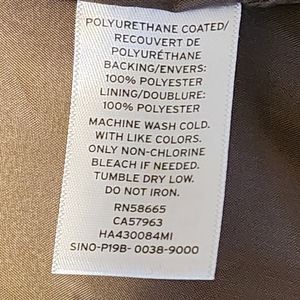 POLYURETHANE COATED/
RECOUVERT DE
POLYURÉTHANE
BACKING/ENVERS:
100% POLYESTER
LINING/DOUBLURE:
100% POLYESTER
MACHINE WASH COLD.
WITH LIKE COLORS.
ONLY NON-CHLORINE
BLEACH IF NEEDED.
TUMBLE DRY LOW.
DO NOT IRON.
RN58665
CA57963
HA430084MI
SINO-P19B- 0038-9000